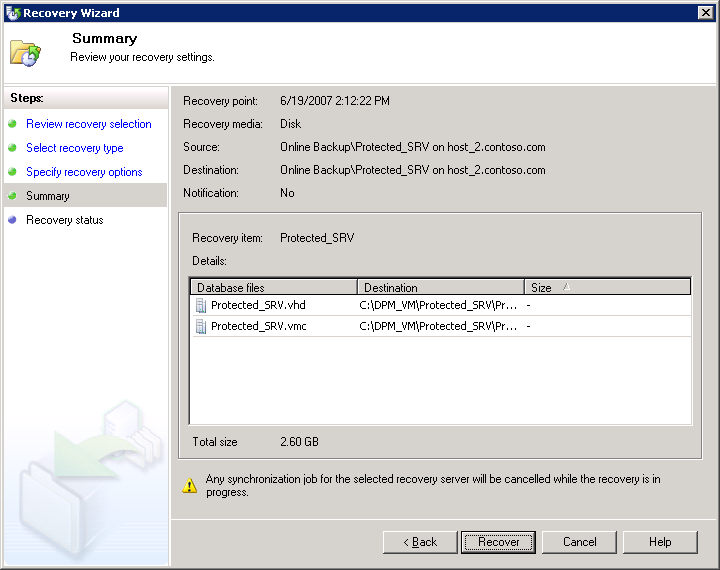 Recovery Wizard
Summary
Review your recovery settings.
Steps:
Review recovery selection
Select recovery type
Specify recovery options
Summary
Recovery status
Recovery point: 6/19/2007 2:12:22 PM
Recovery media: Disk
Source: Online Backup\Protected_SRV on host_2.contoso.com
Destination: Online Backup\Protected_SRV on host_2.contoso.com
Notification: No
Recovery item: Protected_SRV
Details:
Database files Destination Size
Protected_SRV.vhd C:\DPM_VM\Protected_SRV\Pr... -
Protected_SRV.vmc C:\DPM_VM\Protected_SRV\Pr... -
Total size 2.60 GB
Any synchronization job for the selected recovery server will be cancelled while the recovery is in
progress.
< Back Recover Cancel Help